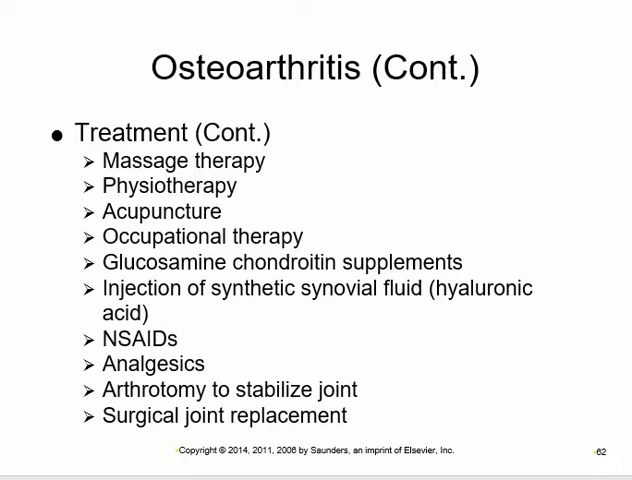 Osteoarthritis (Cont.)
● Treatment (Cont.)
➢ Massage therapy
➢ Physiotherapy
➢ Acupuncture
➢ Occupational therapy
➢ Glucosamine chondroitin supplements
➢ Injection of synthetic synovial fluid (hyaluronic
acid)
➢ NSAIDs
➢ Analgesics
➢ Arthrotomy to stabilize joint
➢ Surgical joint replacement
Copyright © 2014, 2011, 2006 by Saunders, an imprint of Elsevier, Inc.
62